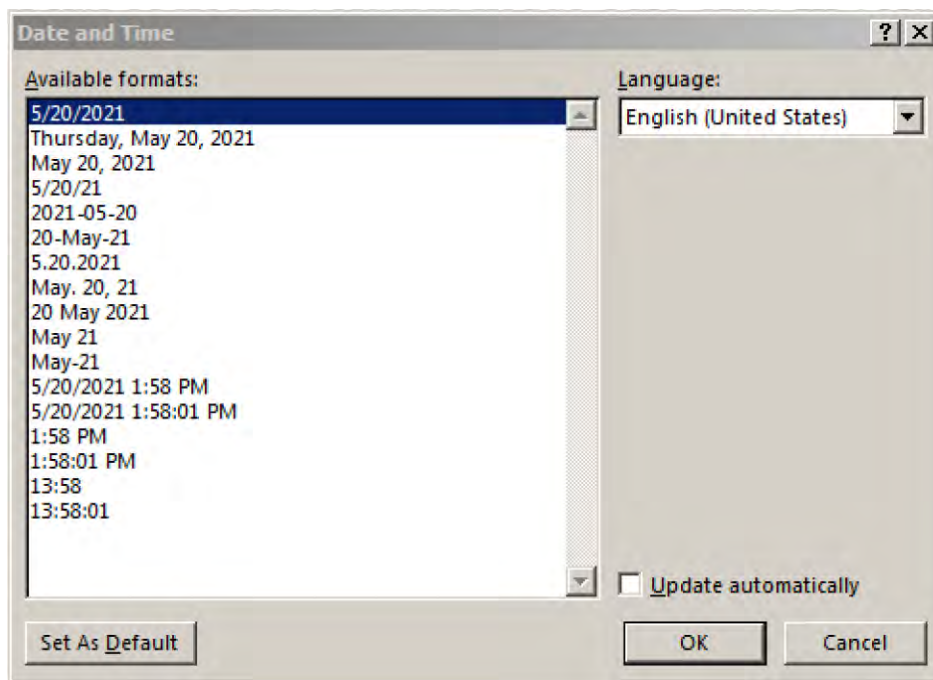 Date and Time
Available formats:
5/20/2021
Thursday, May 20, 2021
May 20, 2021
5/20/21
2021-05-20
20-May-21
5.20.2021
May. 20, 21
20 May 2021
May 21
May-21
5/20/2021 1:58 PM
5/20/2021 1:58:01 PM
1:58 PM
1:58:01 PM
13:58
13:58:01
Language:
English (United States)
Update automatically
Set As Default
OK
Cancel